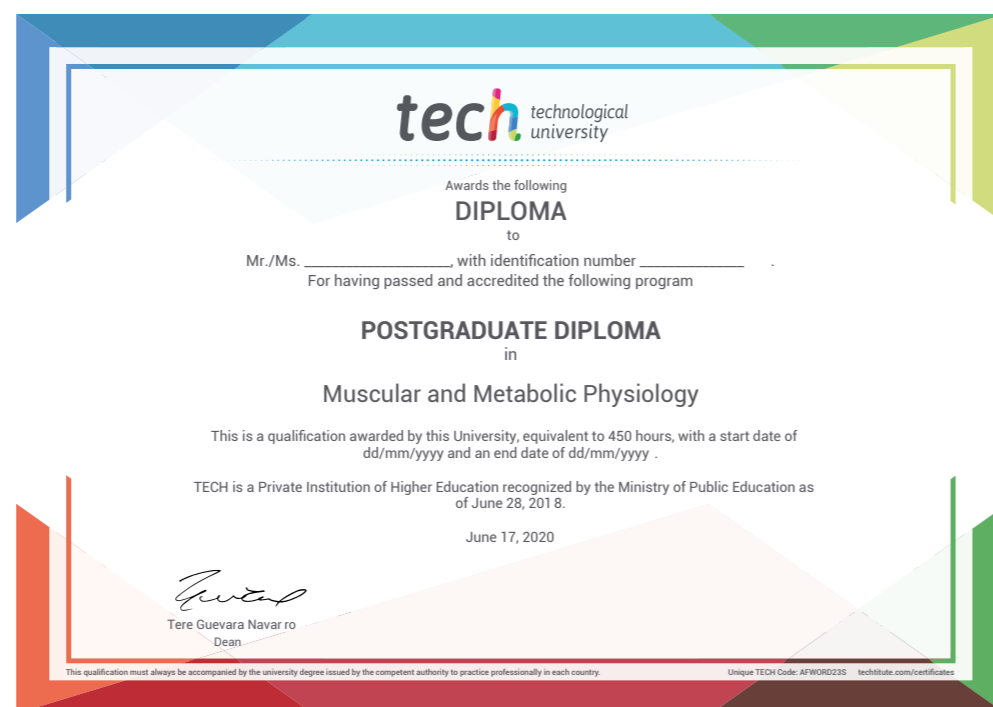 tech technological
university
Awards the following
DIPLOMA
to
Mr./Ms. ____________________, with identification number ______________ .
For having passed and accredited the following program
POSTGRADUATE DIPLOMA
in
Muscular and Metabolic Physiology
This is a qualification awarded by this University, equivalent to 450 hours, with a start date of
dd/mm/yyyy and an end date of dd/mm/yyyy .
TECH is a Private Institution of Higher Education recognized by the Ministry of Public Education as
of June 28, 2018.
June 17, 2020
Tere Guevara Navar ro
Dean
This qualification must always be accompanied by the university degree issued by the competent authority to practice professionally in each country.
Unique TECH Code: AFWORD23S techtitute.com/certificates